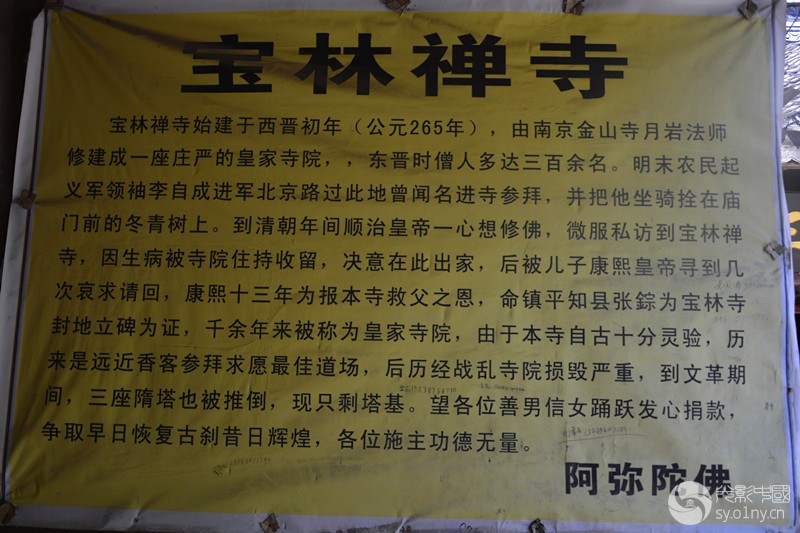 宝林禅寺
宝林禅寺始建于西晋初年（公元265年），由南京金山寺月岩法师
修建成一座庄严的皇家寺院，，东晋时僧人多达三百余名。明末农民起
义军领袖李自成进军北京路过此地曾闻名进寺参拜，并把他坐骑拴在庙
门前的冬青树上。到清朝年间顺治皇帝一心想修佛，微服私访到宝林禅
寺，因生病被寺院住持收留，决意在此出家，后被儿子康熙皇帝寻到几
次哀求请回，康熙十三年为报本寺救父之恩，命镇平知县张鍂为宝林寺
封地立碑为证，千余年来被称为皇家寺院，由于本寺自古十分灵验，历
来是远近香客参拜求愿最佳道场，后历经战乱寺院损毁严重，到文革期
间，三座隋塔也被推倒，现只剩塔基。望各位善男信女踊跃发心捐款，
争取早日恢复古刹昔日辉煌，各位施主功德无量。
阿弥陀佛
sy.01ny.cn